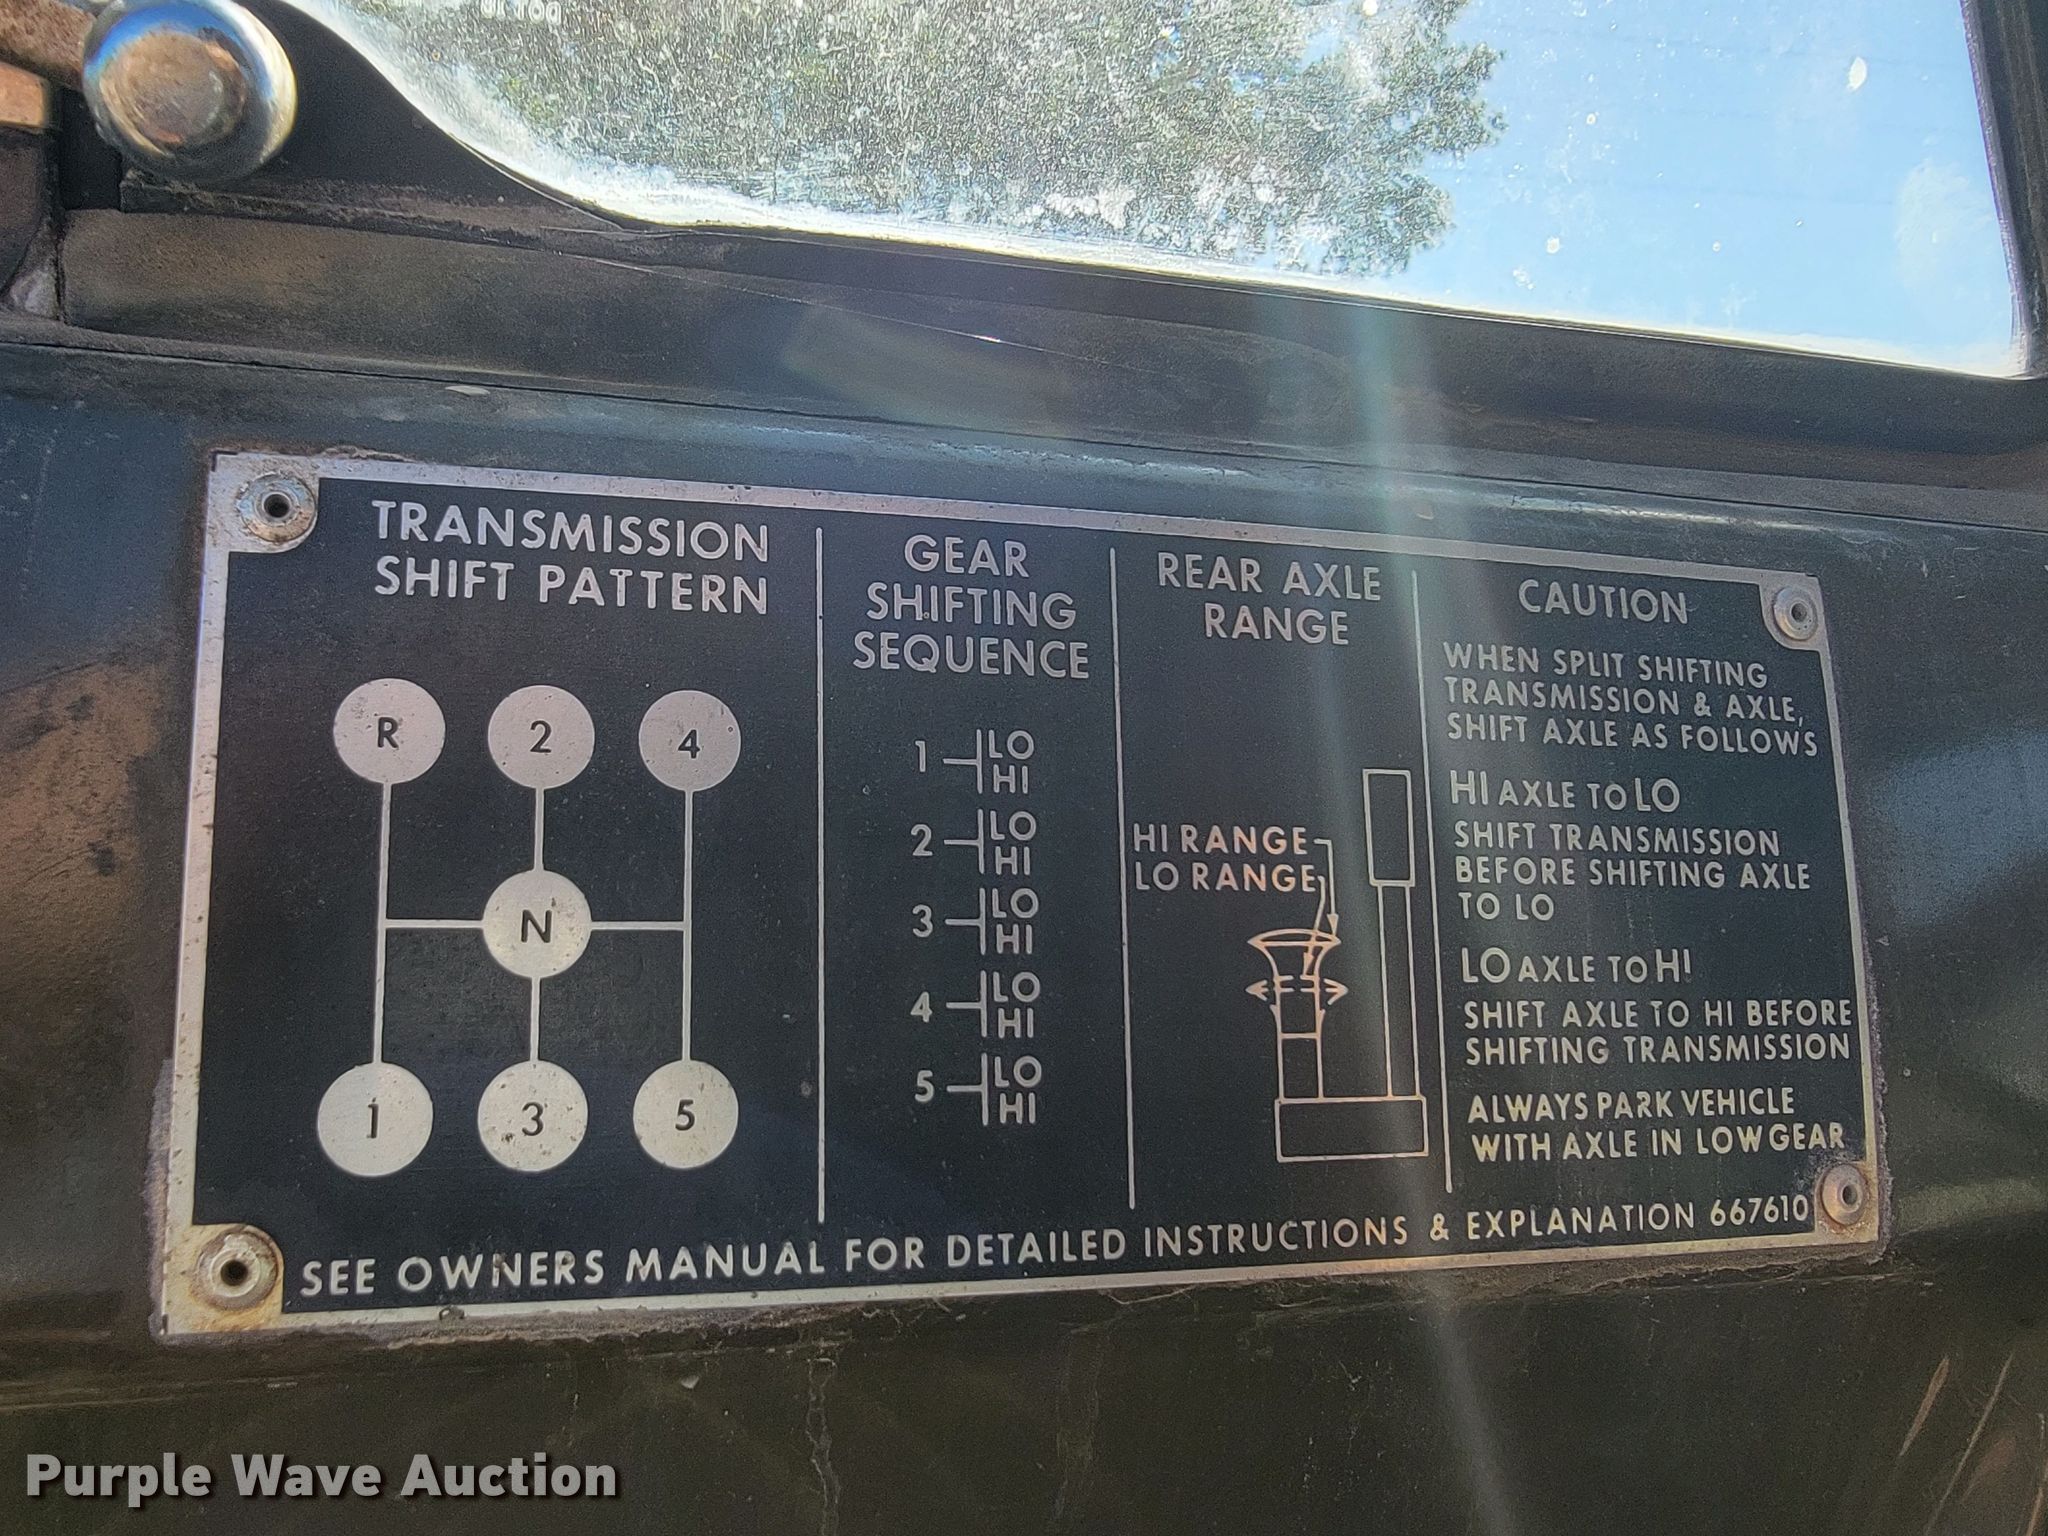 TRANSMISSION
SHIFT PATTERN
R
2
4
N
1
3
5
GEAR
SHIFTING
SEQUENCE
1 LO
HI
2 LO
HI
3 LO
HI
4 LO
HI
5 LO
HI
REAR AXLE
RANGE
HI RANGE
LO RANGE
CAUTION
WHEN SPLIT SHIFTING
TRANSMISSION & AXLE,
SHIFT AXLE AS FOLLOWS
HI AXLE TO LO
SHIFT TRANSMISSION
BEFORE SHIFTING AXLE
TO LO
LO AXLE TO HI
SHIFT AXLE TO HI BEFORE
SHIFTING TRANSMISSION
ALWAYS PARK VEHICLE
WITH AXLE IN LOW GEAR
SEE OWNERS MANUAL FOR DETAILED INSTRUCTIONS & EXPLANATION 667610
Purple Wave Auction